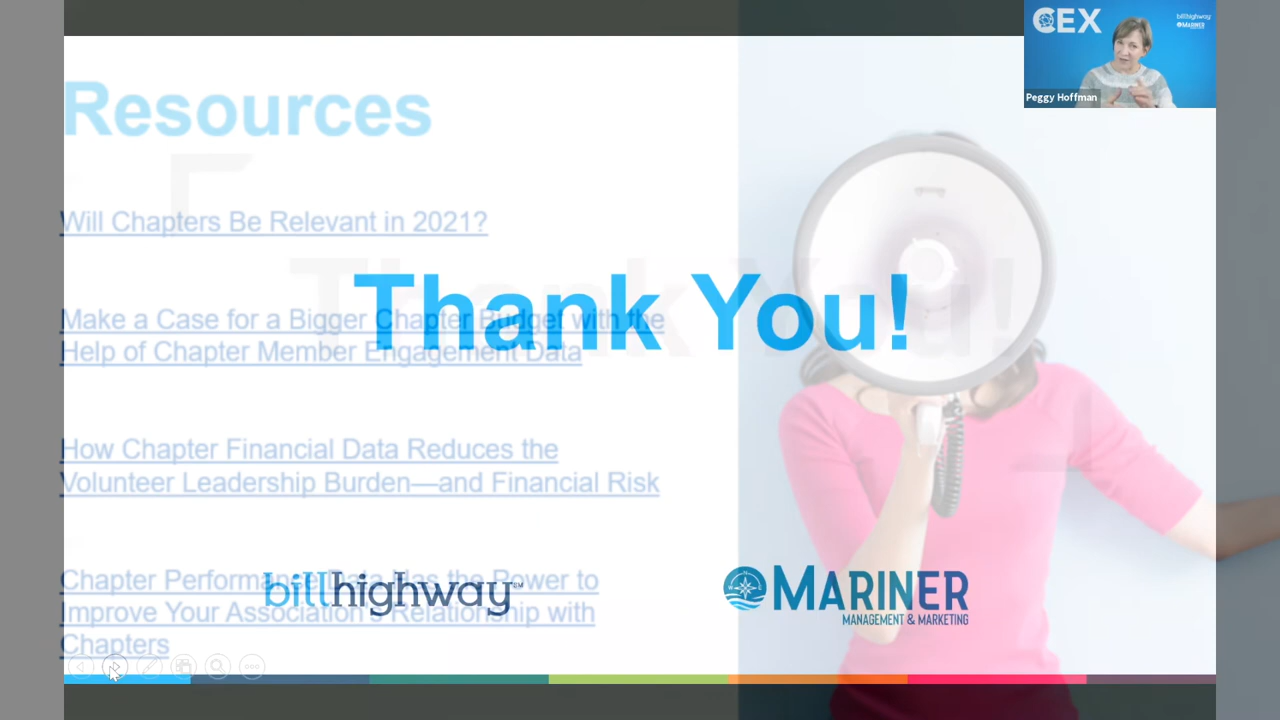 CEX
billhighway
MARINER
Peggy Hoffman
Resources
Will Chapters Be Relevant in 2021?
Thank You!
Make a Case for a Bigger Chapter Budget with the
Help of Chapter Member Engagement Data
How Chapter Financial Data Reduces the
Volunteer Leadership Burden—and Financial Risk
Chapter Performance Data Has the Power to
Improve Your Association's Relationship with
Chapters
billhighway
MARINER
MANAGEMENT & MARKETING